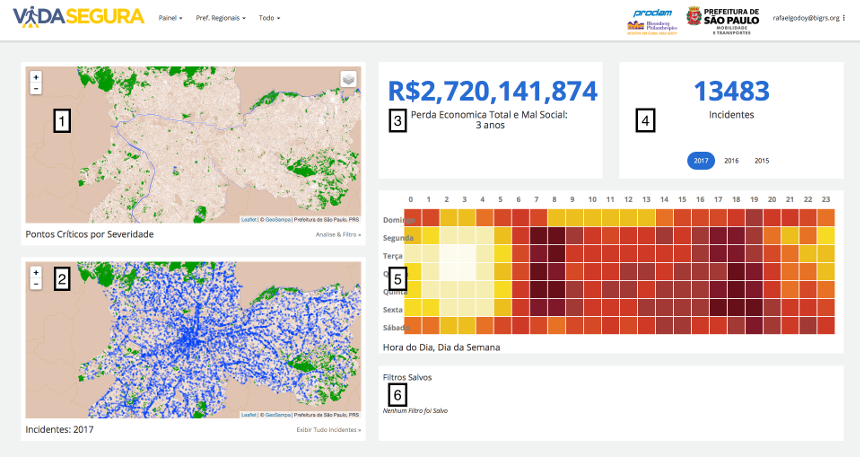 VIDASEGURA
Painel
Pref. Regionais
Todo
prodam
Bloomberg
Philanthropies
PREFEITURA DE
SÃO PAULO
MOBILIDADE
E TRANSPORTES
rafaelgodoy@bigrs.org
+
-
1
Leaflet | © GeoSampa | Prefeitura de São Paulo, PRS
Pontos Críticos por Severidade
Analise & Filtro »
+
-
2
Leaflet | © GeoSampa | Prefeitura de São Paulo, PRS
Incidentes: 2017
Exibir Tudo Incidentes »
R$2,720,141,874
3
Perda Economica Total e Mal Social:
3 anos
13483
4
Incidentes
2017 2016 2015
0 1 2 3 4 5 6 7 8 9 10 11 12 13 14 15 16 17 18 19 20 21 22 23
Domingo
Segunda
Terça
5
Quinta
Sexta
Sábado
Hora do Dia, Dia da Semana
Filtros Salvos
6
Nenhum Filtro foi Salvo